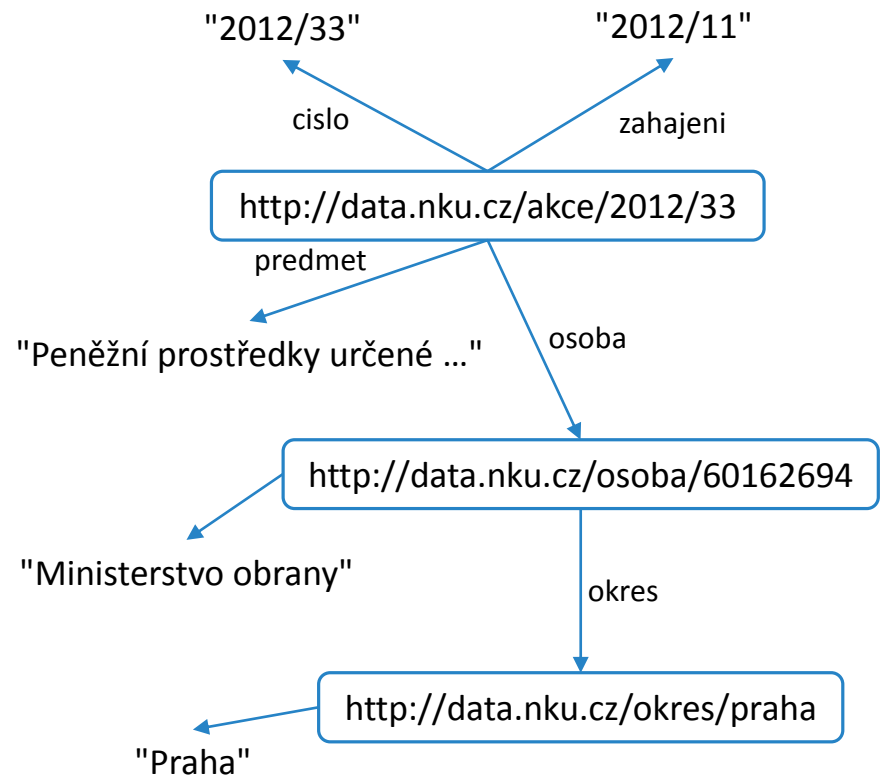 "2012/33"
"2012/11"
cislo
zahajeni
http://data.nku.cz/akce/2012/33
predmet
osoba
"Peněžní prostředky určené …"
http://data.nku.cz/osoba/60162694
"Ministerstvo obrany"
okres
http://data.nku.cz/okres/praha
"Praha"